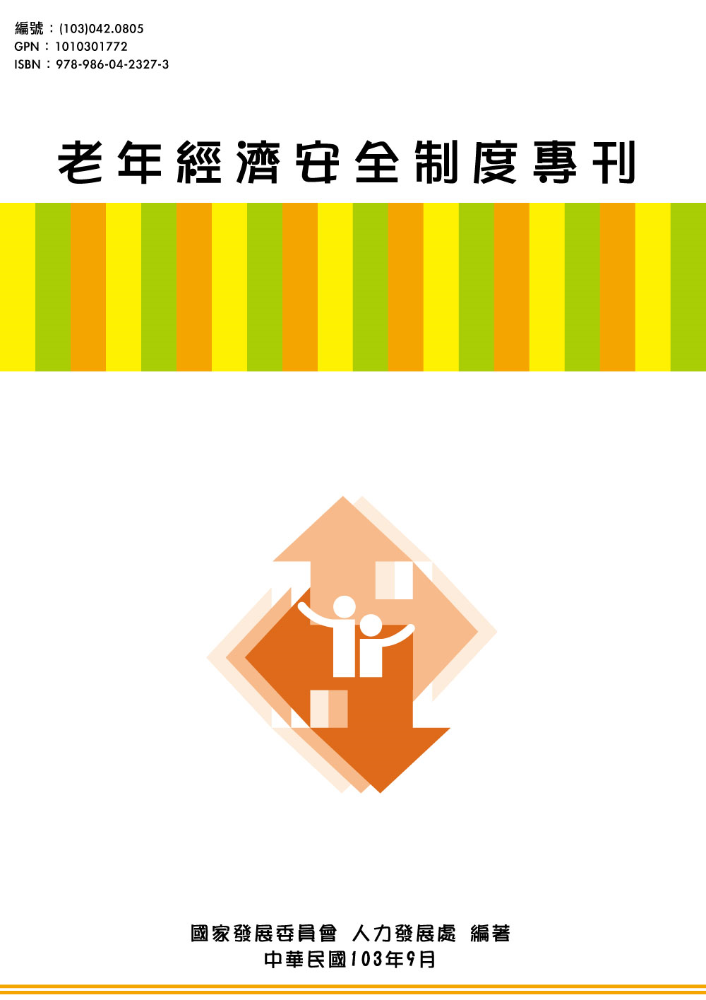 編號：(103)042.0805
GPN：1010301772
ISBN：978-986-04-2327-3
老年經濟安全制度專刊
國家發展委員會 人力發展處 編著
中華民國103年9月